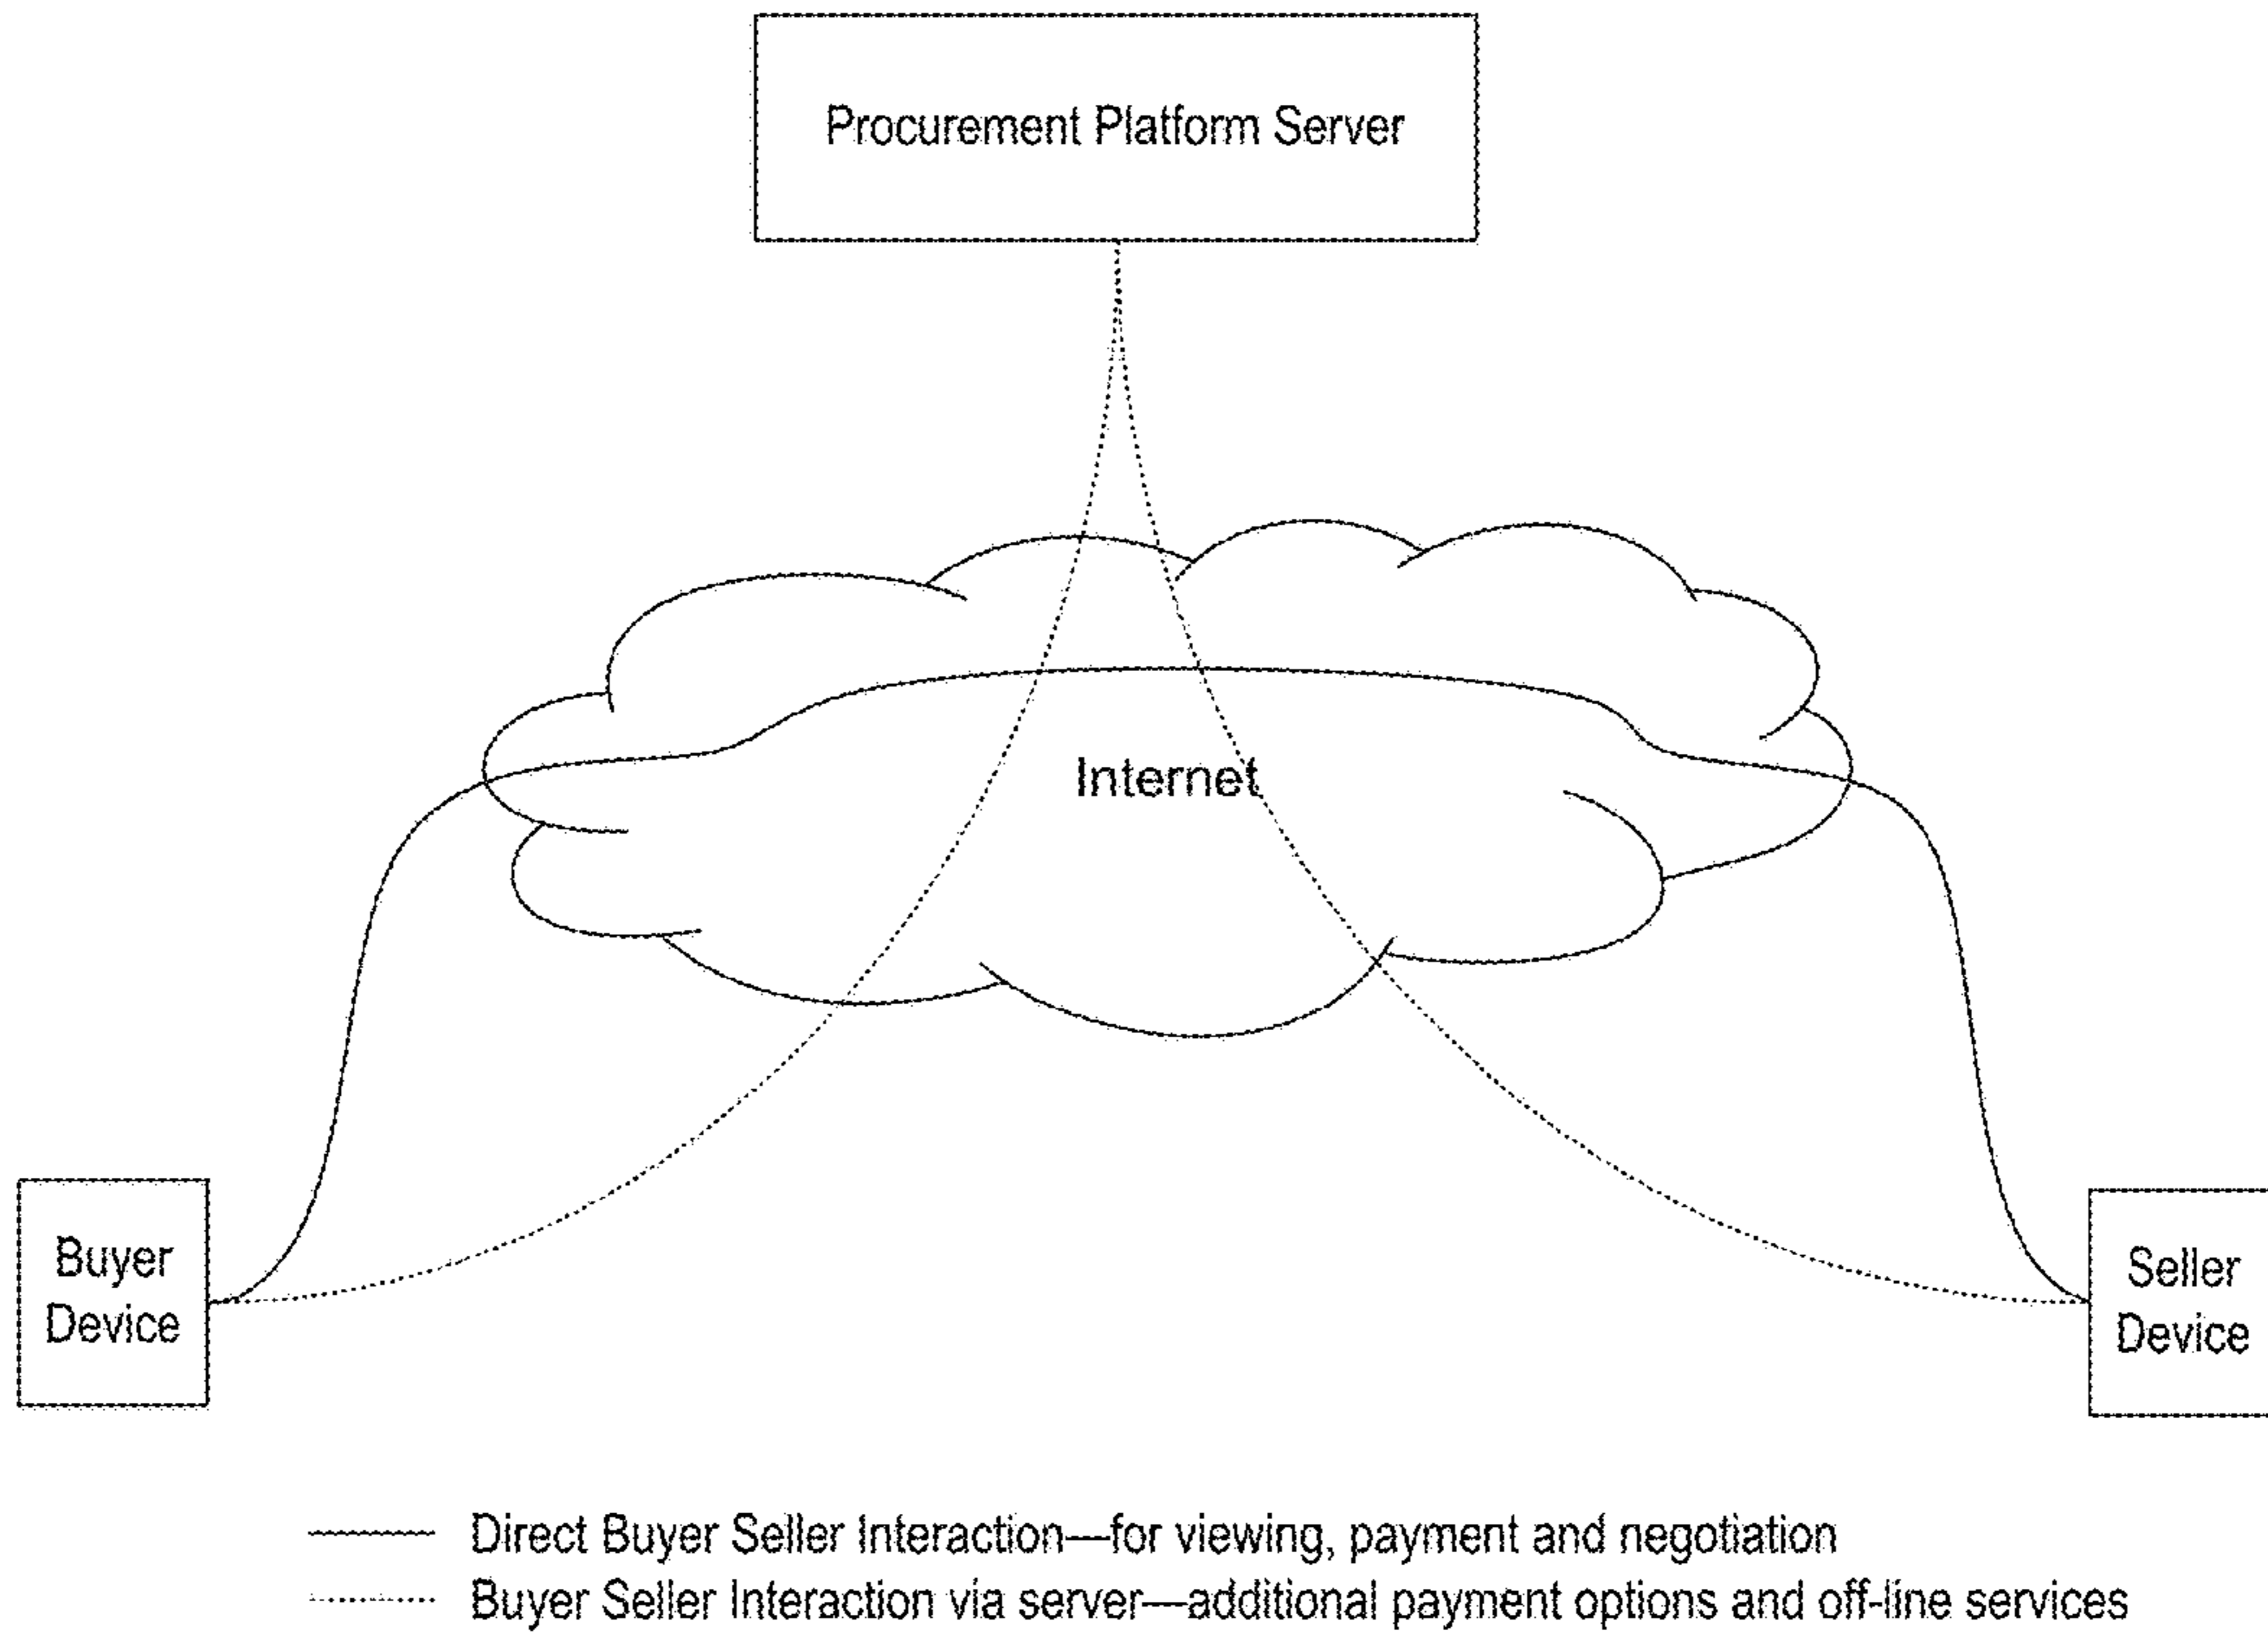 Procurement Platform Server
Internet
Buyer
Device
Seller
Device
Direct Buyer Seller Interaction—for viewing, payment and negotiation
Buyer Seller Interaction via server—additional payment options and off-line services